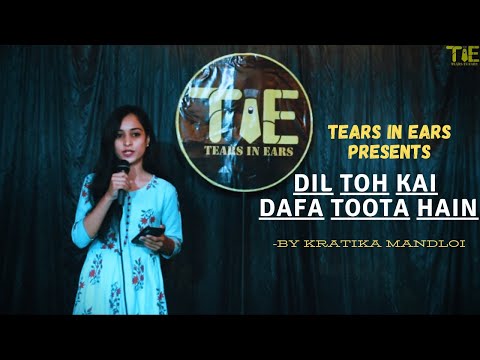 TIE
TEARS IN EARS
TIE
TEARS IN EARS
TEARS IN EARS
PRESENTS
DIL TOH KAI
DAFA TOOTA HAIN
-BY KRATIKA MANDLOI